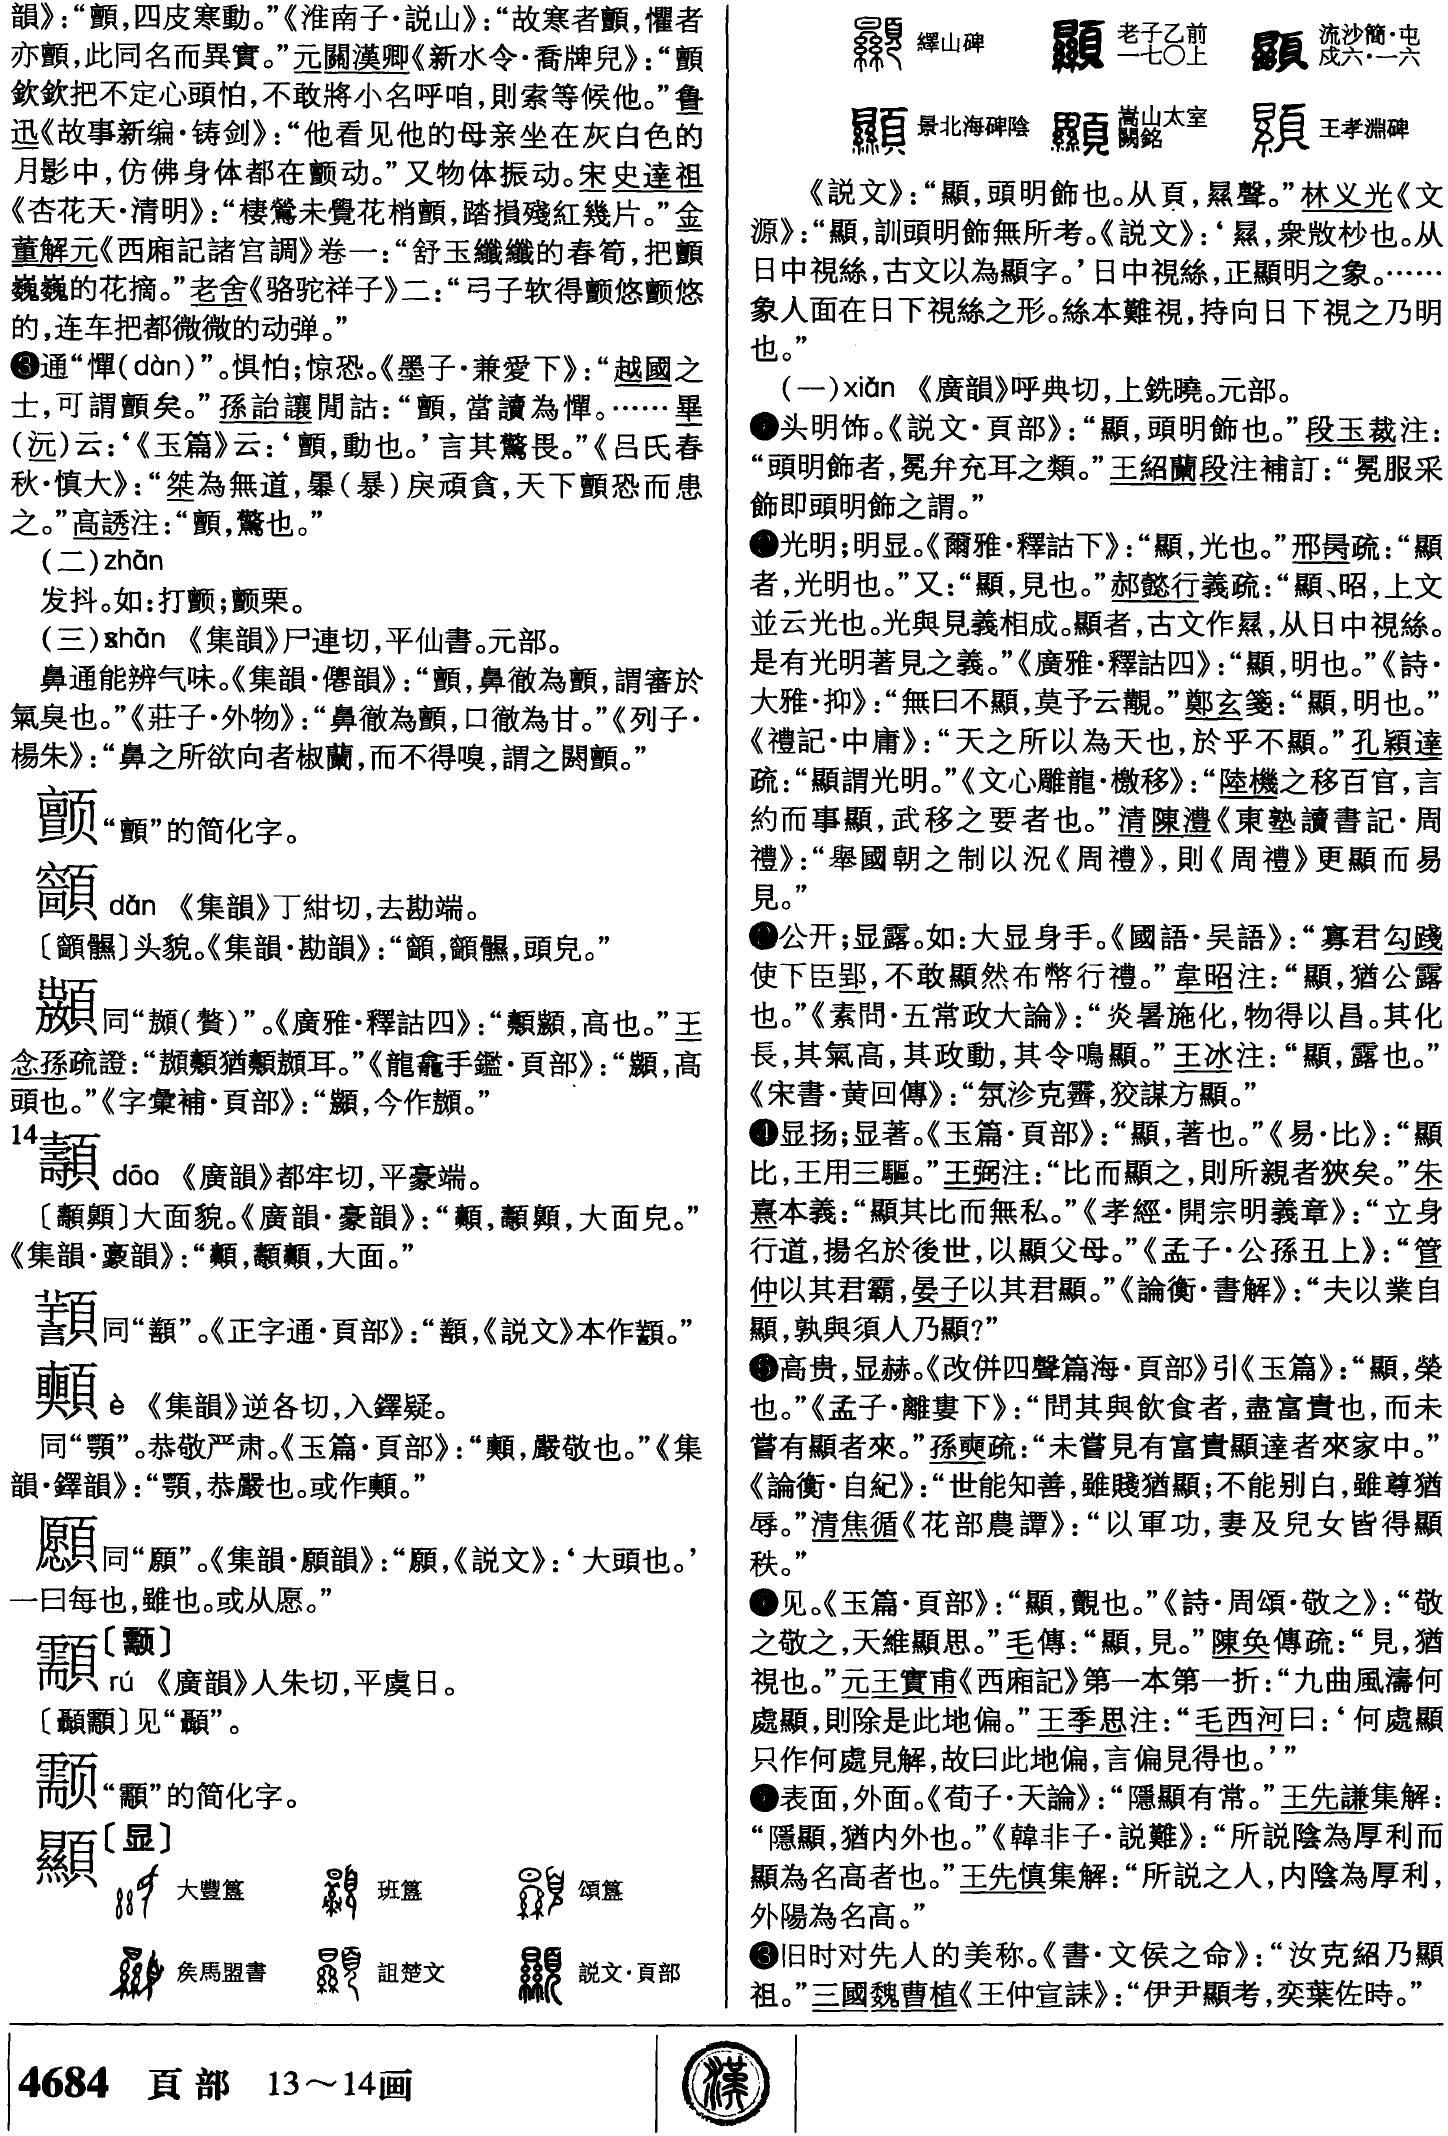 韻》：“顫，四皮寒動。”《淮南子·説山》：“故寒者顫，懼者
亦顫，此同名而異實。”元關漢卿《新水令·喬牌兒》：“顫
欽欽把不定心頭怕，不敢將小名呼咱，則索等候他。”鲁
迅《故事新编·铸剑》：“他看见他的母亲坐在灰白色的
月影中，仿佛身体都在颤动。”又物体振动。宋史達祖
《杏花天·清明》：“棲鶯未覺花梢顫，踏損殘紅幾片。”金
董解元《西廂記諸宫調》卷一：“舒玉纖纖的春筍，把顫
巍巍的花摘。”老舍《骆驼祥子》二：“弓子软得颤悠颤悠
的，连车把都微微的动弹。”
❸通“憚(dàn)”。惧怕；惊恐。《墨子·兼愛下》：“越國之
士，可謂顫矣。”孫詒讓閒詁：“顫，當讀為憚。……畢
(沅)云：‘《玉篇》云：‘顫，動也。’言其驚畏。”《吕氏春
秋·慎大》：“桀為無道，暴(暴)戾頑貪，天下顫恐而患
之。”高誘注：“顫，驚也。”
(二)zhàn
发抖。如：打颤；颤栗。
(三)shān 《集韻》尸連切，平仙書。元部。
鼻通能辨气味。《集韻·僊韻》：“顫，鼻徹為顫，謂審於
氣臭也。”《莊子·外物》：“鼻徹為顫，口徹為甘。”《列子·
楊朱》：“鼻之所欲向者椒蘭，而不得嗅，謂之閼顫。”
颤“顫”的简化字。
dǎn 《集韻》丁紺切，去勘端。
头貌。《集韻·勘韻》：“頭皃。”
同“(贅)”。《廣雅·釋詁四》：“高也。”王
念孫疏證：“猶耳。”《龍龕手鑑·頁部》：“高
頭也。”《字彙補·頁部》：“今作。”
14
dāo 《廣韻》都牢切，平豪端。
大面貌。《廣韻·豪韻》：“大面皃。”
《集韻·豪韻》：“大面。”
同“顜”。《正字通·頁部》：“《説文》本作。”
è 《集韻》逆各切，入鐸疑。
同“顎”。恭敬严肃。《玉篇·頁部》：“嚴敬也。”《集
韻·鐸韻》：“顎，恭嚴也。或作。”
同“願”。《集韻·願韻》：“願，《説文》：‘大頭也。’
一曰每也，雖也。或从愿。”
顬〔颥〕
rú 《廣韻》人朱切，平虞日。
〔顳顬〕见“顳”。
颥“顬”的简化字。
顯〔显〕
大豐簋 班簋 頌簋
矦馬盟書 詛楚文 説文·頁部
4684 頁部 13～14画
漢
繹山碑 老子乙前一七〇上 流沙簡·屯戍六·一六
景北海碑陰 嵩山太室闕銘 王孝淵碑
《説文》：“顯，頭明飾也。从頁，㬎聲。”林义光《文
源》：“顯，訓頭明飾無所考。《説文》：‘㬎，衆㪔杪也。从
日中視絲，古文以為顯字。’日中視絲，正顯明之象。……
象人面在日下視絲之形。絲本難視，持向日下視之乃明
也。”
(一)xiǎn 《廣韻》呼典切，上銑曉。元部。
❶头明饰。《説文·頁部》：“顯，頭明飾也。”段玉裁注：
“頭明飾者，冕弁充耳之類。”王紹蘭段注補訂：“冕服采
飾即頭明飾之謂。”
❷光明；明显。《爾雅·釋詁下》：“顯，光也。”邢昺疏：“顯
者，光明也。”又：“顯，見也。”郝懿行義疏：“顯、昭，上文
並云光也。光與見義相成。顯者，古文作㬎，从日中視絲。
是有光明著見之義。”《廣雅·釋詁四》：“顯，明也。”《詩·
大雅·抑》：“無曰不顯，莫予云覯。”鄭玄箋：“顯，明也。”
《禮記·中庸》：“天之所以為天也，於乎不顯。”孔穎達
疏：“顯謂光明。”《文心雕龍·檄移》：“陸機之移百官，言
約而事顯，武移之要者也。”清陳澧《東塾讀書記·周
禮》：“舉國朝之制以況《周禮》，則《周禮》更顯而易
見。”
❸公开；显露。如：大显身手。《國語·吴語》：“寡君勾踐
使下臣郢，不敢顯然布幣行禮。”韋昭注：“顯，猶公露
也。”《素問·五常政大論》：“炎暑施化，物得以昌。其化
長，其氣高，其政動，其令鳴顯。”王冰注：“顯，露也。”
《宋書·黄回傳》：“氛沴克霽，狡謀方顯。”
❹显扬；显著。《玉篇·頁部》：“顯，著也。”《易·比》：“顯
比，王用三驅。”王弼注：“比而顯之，則所親者狹矣。”朱
熹本義：“顯其比而無私。”《孝經·開宗明義章》：“立身
行道，揚名於後世，以顯父母。”《孟子·公孫丑上》：“管
仲以其君霸，晏子以其君顯。”《論衡·書解》：“夫以業自
顯，孰與須人乃顯？”
❺高贵，显赫。《改併四聲篇海·頁部》引《玉篇》：“顯，榮
也。”《孟子·離婁下》：“問其與飲食者，盡富貴也，而未
嘗有顯者來。”孫奭疏：“未嘗見有富貴顯達者來家中。”
《論衡·自紀》：“世能知善，雖賤猶顯；不能别白，雖尊猶
辱。”清焦循《花部農譚》：“以軍功，妻及兒女皆得顯
秩。”
❻见。《玉篇·頁部》：“顯，覿也。”《詩·周頌·敬之》：“敬
之敬之，天維顯思。”毛傳：“顯，見。”陳奂傳疏：“見，猶
視也。”元王實甫《西廂記》第一本第一折：“九曲風濤何
處顯，則除是此地偏。”王季思注：“毛西河曰：‘何處顯
只作何處見解，故曰此地偏，言偏見得也。’”
❼表面，外面。《荀子·天論》：“隱顯有常。”王先謙集解：
“隱顯，猶内外也。”《韓非子·説難》：“所説陰為厚利而
顯為名高者也。”王先慎集解：“所説之人，内陰為厚利，
外陽為名高。”
❽旧时对先人的美称。《書·文侯之命》：“汝克紹乃顯
祖。”三國魏曹植《王仲宣誄》：“伊尹顯考，奕葉佐時。”